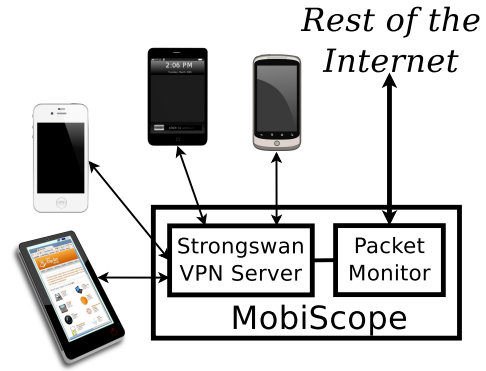 Rest of the
Internet
2:06 PM
Strongswan
VPN Server
Packet
Monitor
MobiScope